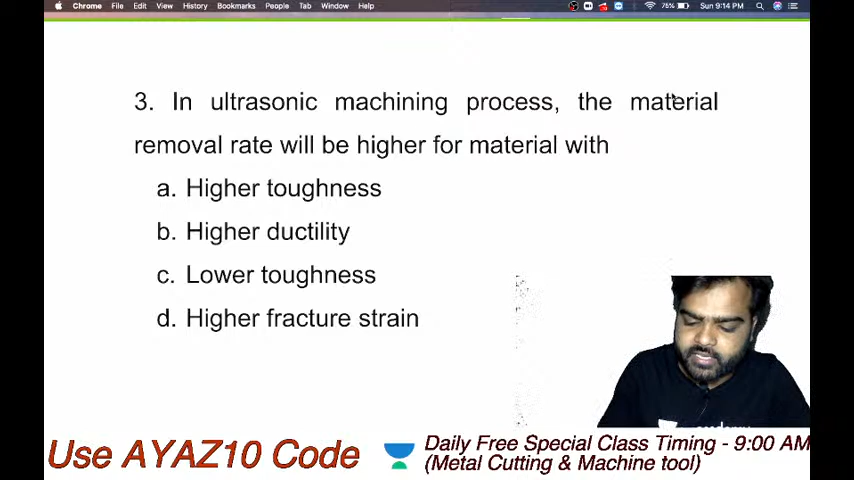 Chrome File Edit View History Bookmarks People Tab Window Help 75% Sun 9:14 PM
3. In ultrasonic machining process, the material
removal rate will be higher for material with
a. Higher toughness
b. Higher ductility
c. Lower toughness
d. Higher fracture strain
Use AYAZ10 Code
Daily Free Special Class Timing - 9:00 AM
(Metal Cutting & Machine tool)